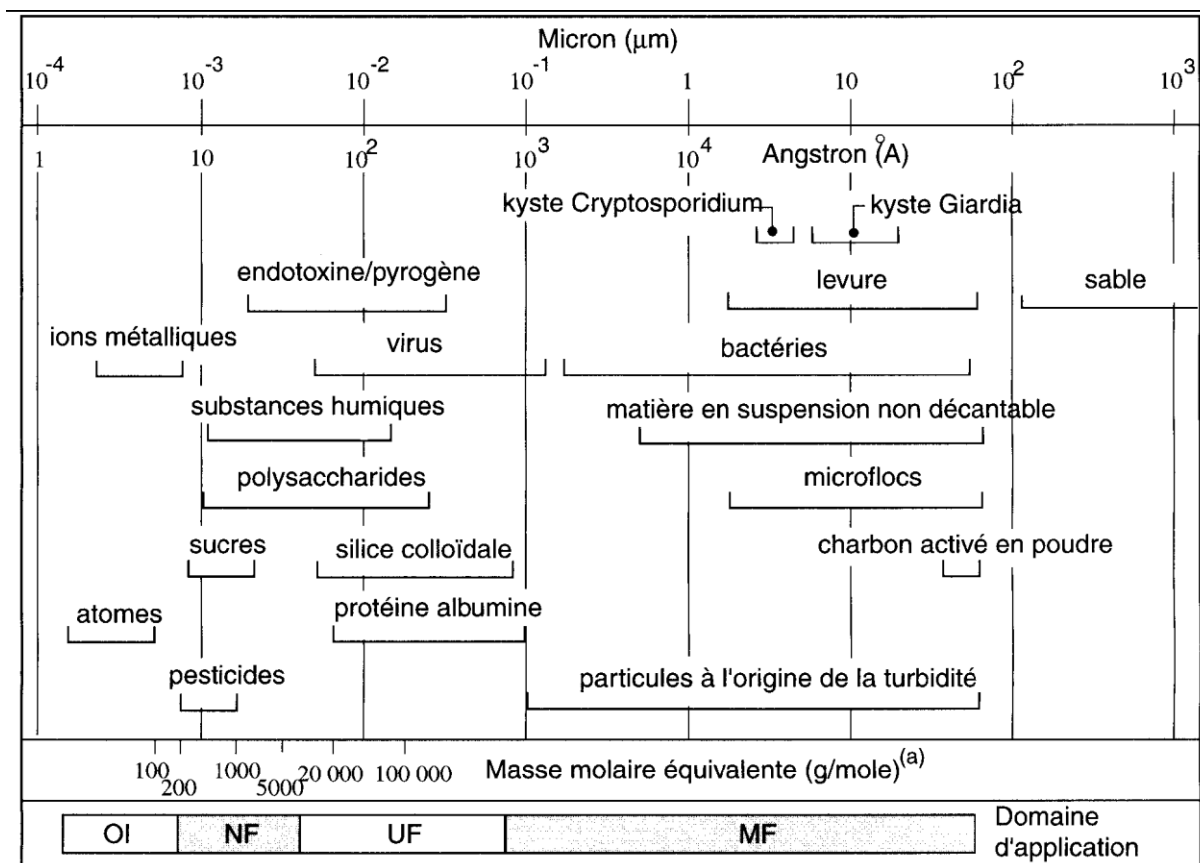 Micron (µm)
10⁻⁴ 10⁻³ 10⁻² 10⁻¹ 1 10 10² 10³
1 10 10² 10³ 10⁴ Angstron (Å)
kyste Cryptosporidium kyste Giardia
endotoxine/pyrogène levure sable
ions métalliques virus bactéries
substances humiques matière en suspension non décantable
polysaccharides microflocs
sucres silice colloïdale charbon activé en poudre
atomes protéine albumine
pesticides particules à l'origine de la turbidité
100 1000 20 000 100 000 Masse molaire équivalente (g/mole)⁽ᵃ⁾
200 5000
OI NF UF MF Domaine
d'application